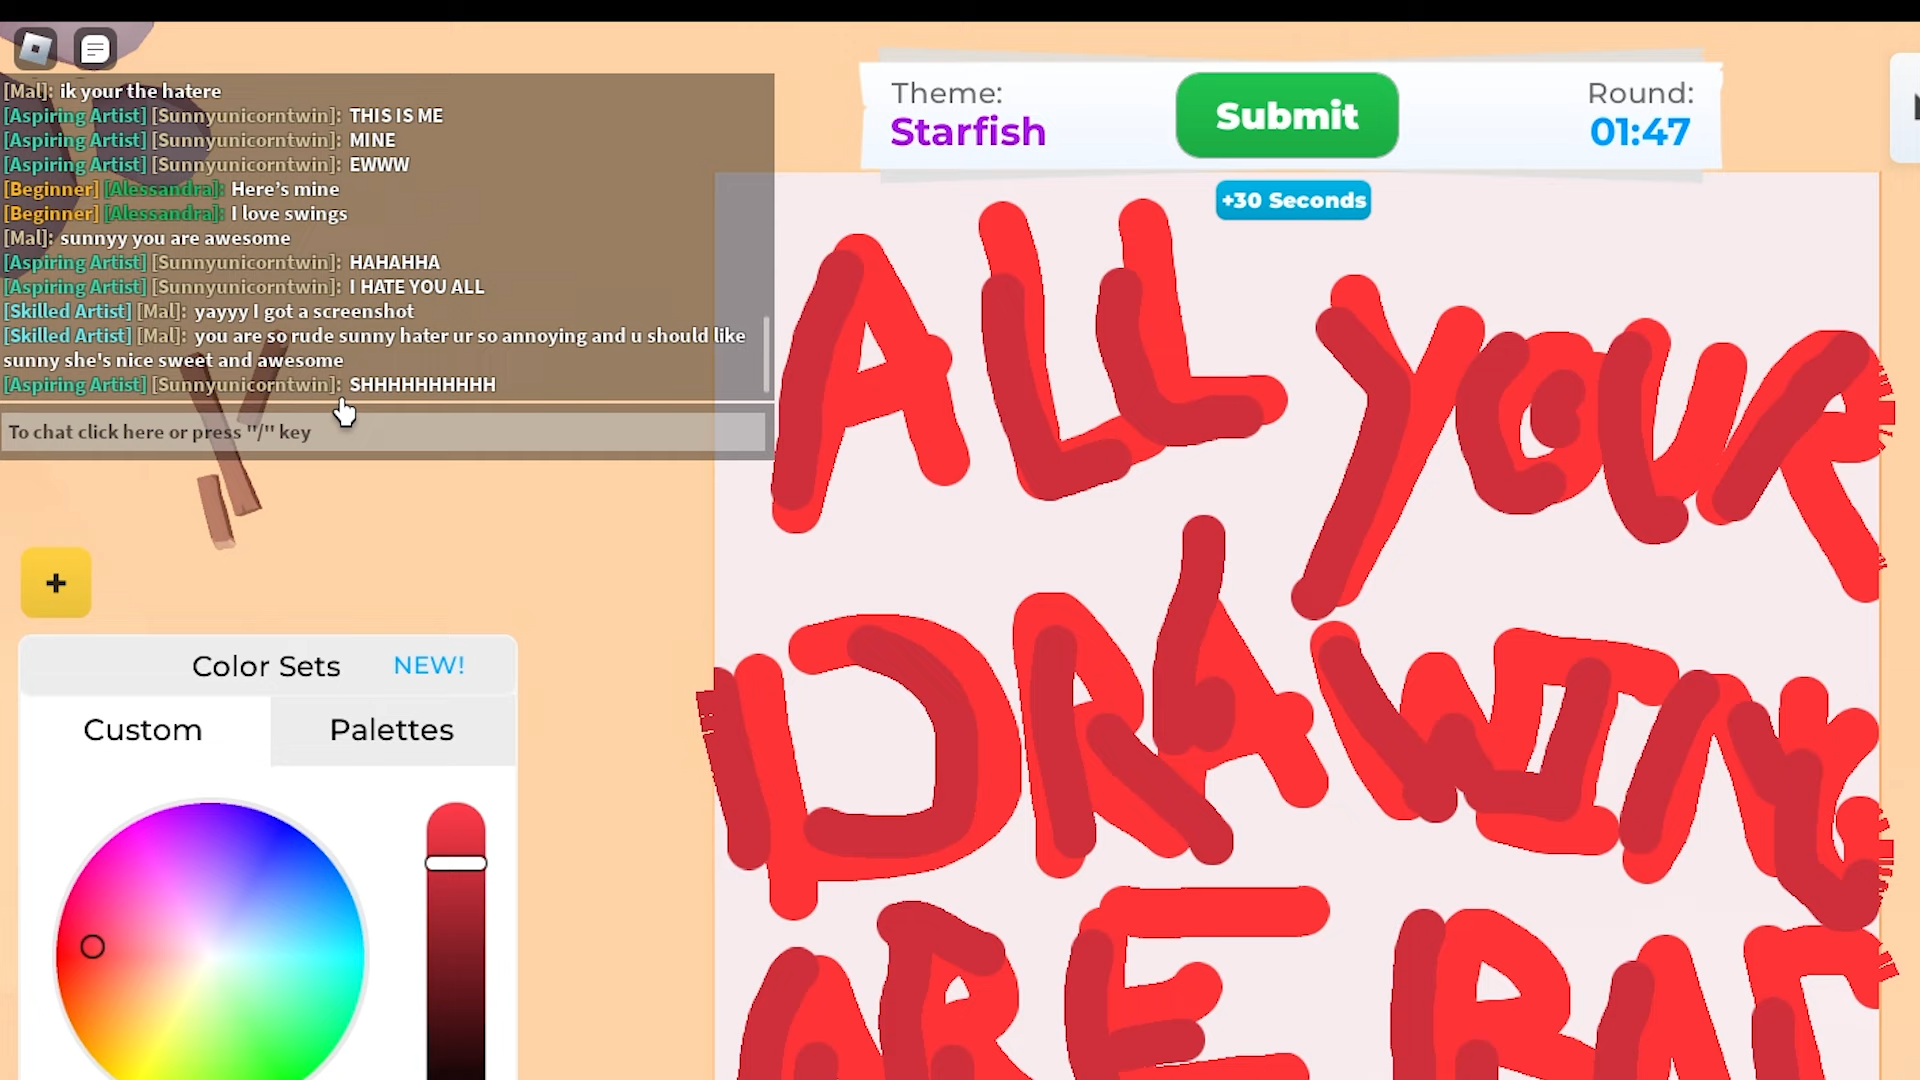 [Mal]: ik your the hatere
[Aspiring Artist] [Sunnyunicorntwin]: THIS IS ME
[Aspiring Artist] [Sunnyunicorntwin]: MINE
[Aspiring Artist] [Sunnyunicorntwin]: EWWW
[Beginner] [Alessandra]: Here's mine
[Beginner] [Alessandra]: I love swings
[Mal]: sunnyy you are awesome
[Aspiring Artist] [Sunnyunicorntwin]: HAHAHHA
[Aspiring Artist] [Sunnyunicorntwin]: I HATE YOU ALL
[Skilled Artist] [Mal]: yayyy I got a screenshot
[Skilled Artist] [Mal]: you are so rude sunny hater ur so annoying and u should like
sunny she's nice sweet and awesome
[Aspiring Artist] [Sunnyunicorntwin]: SHHHHHHHHHH
To chat click here or press "/" key
Theme:
Starfish
Submit
Round:
01:47
+30 Seconds
ALL YOUR
DRAWING
ARE BAD
+
Color Sets NEW!
Custom
Palettes